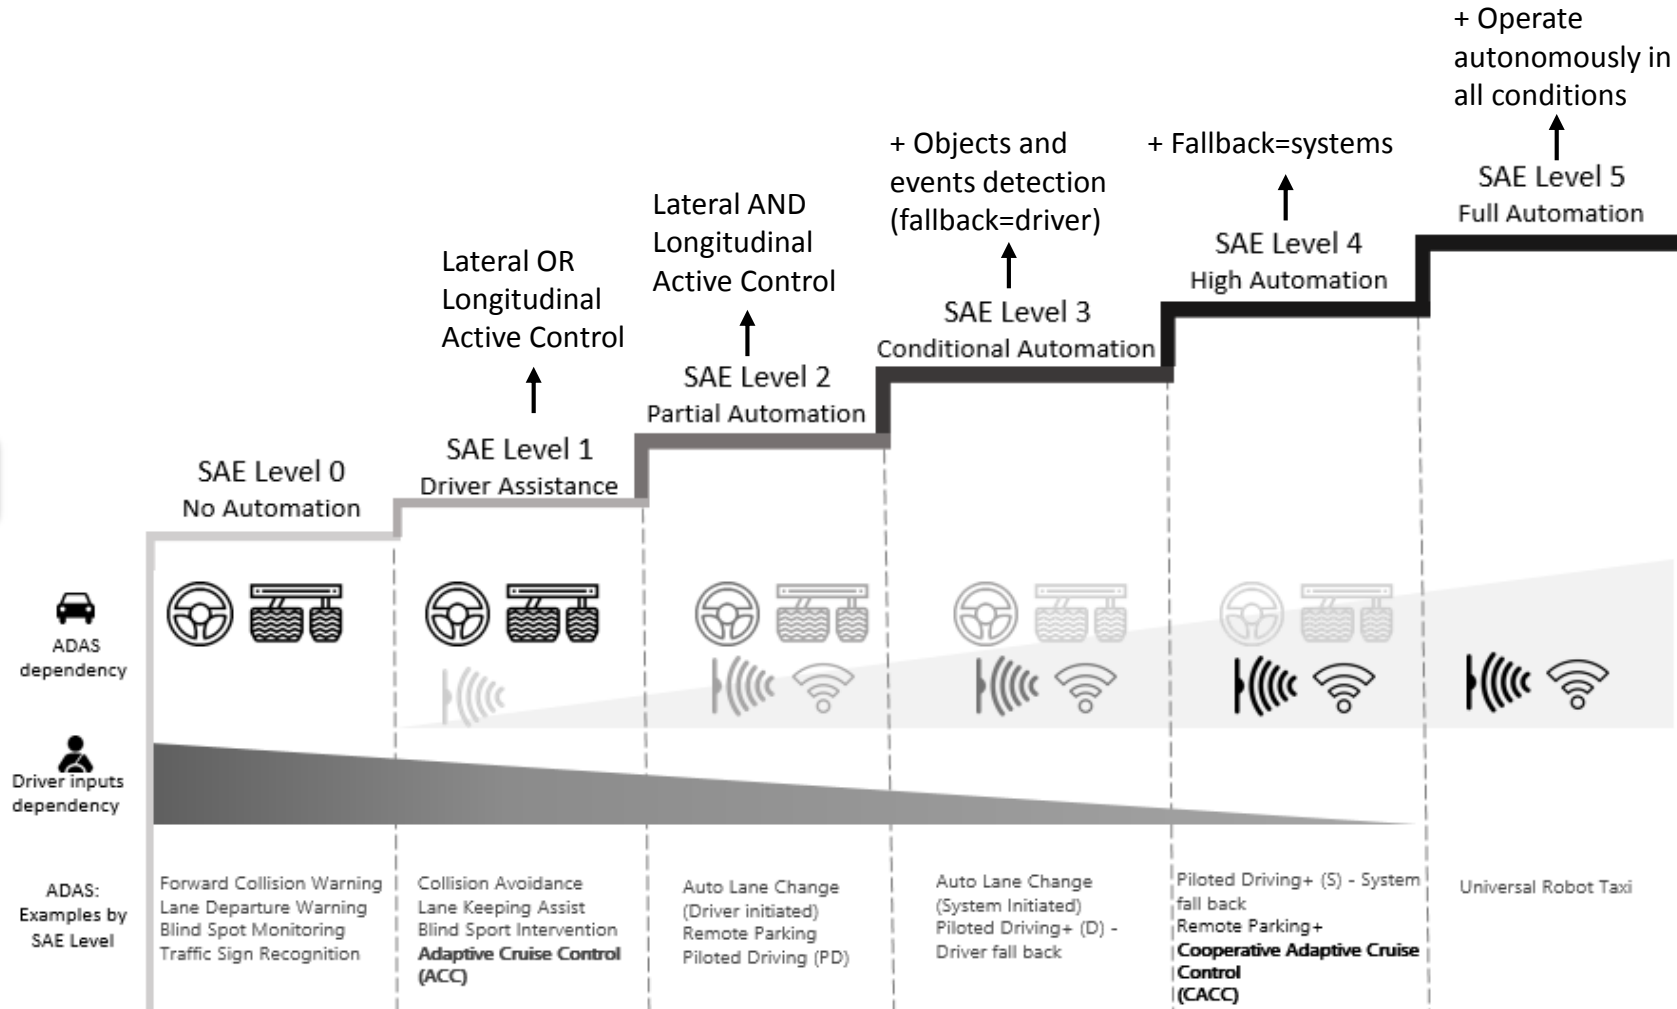 + Operate
autonomously in
all conditions
+ Objects and
events detection
(fallback=driver)
+ Fallback=systems
SAE Level 5
Full Automation
Lateral AND
Longitudinal
Active Control
SAE Level 4
High Automation
Lateral OR
Longitudinal
Active Control
SAE Level 3
Conditional Automation
SAE Level 2
Partial Automation
SAE Level 1
Driver Assistance
SAE Level 0
No Automation
ADAS
dependency
Driver inputs
dependency
ADAS:
Examples by
SAE Level
Forward Collision Warning
Lane Departure Warning
Blind Spot Monitoring
Traffic Sign Recognition
Collision Avoidance
Lane Keeping Assist
Blind Sport Intervention
Adaptive Cruise Control
(ACC)
Auto Lane Change
(Driver initiated)
Remote Parking
Piloted Driving (PD)
Auto Lane Change
(System Initiated)
Piloted Driving+ (D) -
Driver fall back
Piloted Driving+ (S) - System
fall back
Remote Parking+
Cooperative Adaptive Cruise
Control
(CACC)
Universal Robot Taxi